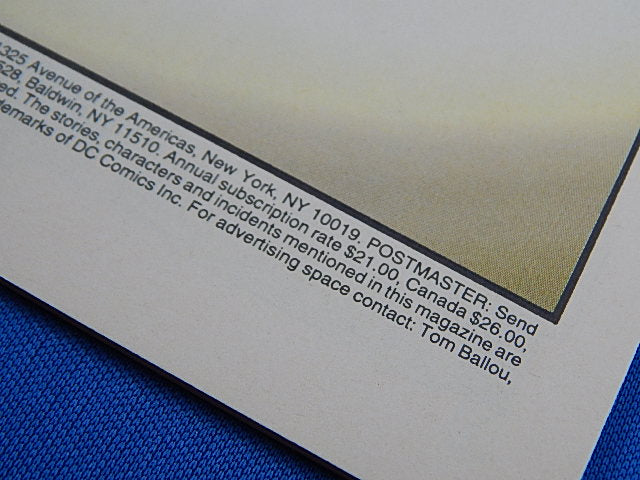 1325 Avenue of the Americas, New York, NY 10019. POSTMASTER: Send
528, Baldwin, NY 11510. Annual subscription rate $21.00, Canada $26.00,
ed. The stories, characters and incidents mentioned in this magazine are
demarks of DC Comics Inc. For advertising space contact: Tom Ballou,